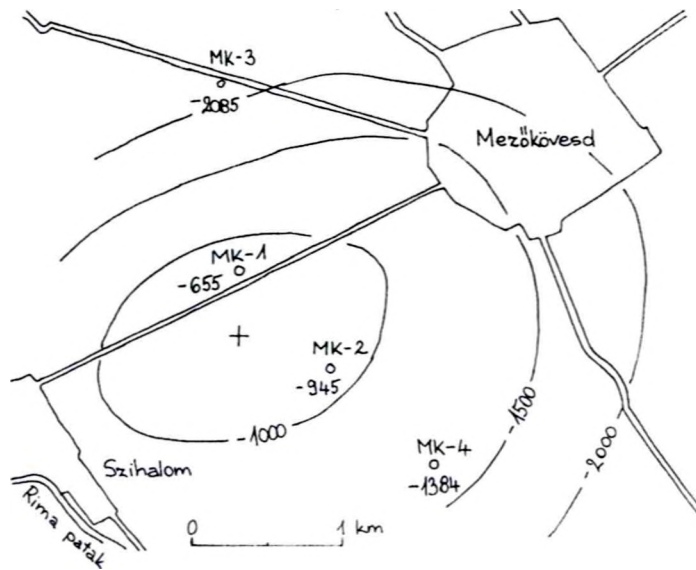 MK-3
-2085
Mezőkövesd
MK-1
-655
MK-2
-945
-1000
-1500
MK-4
-1384
-2000
Szihalom
Rima patak
0 1 km